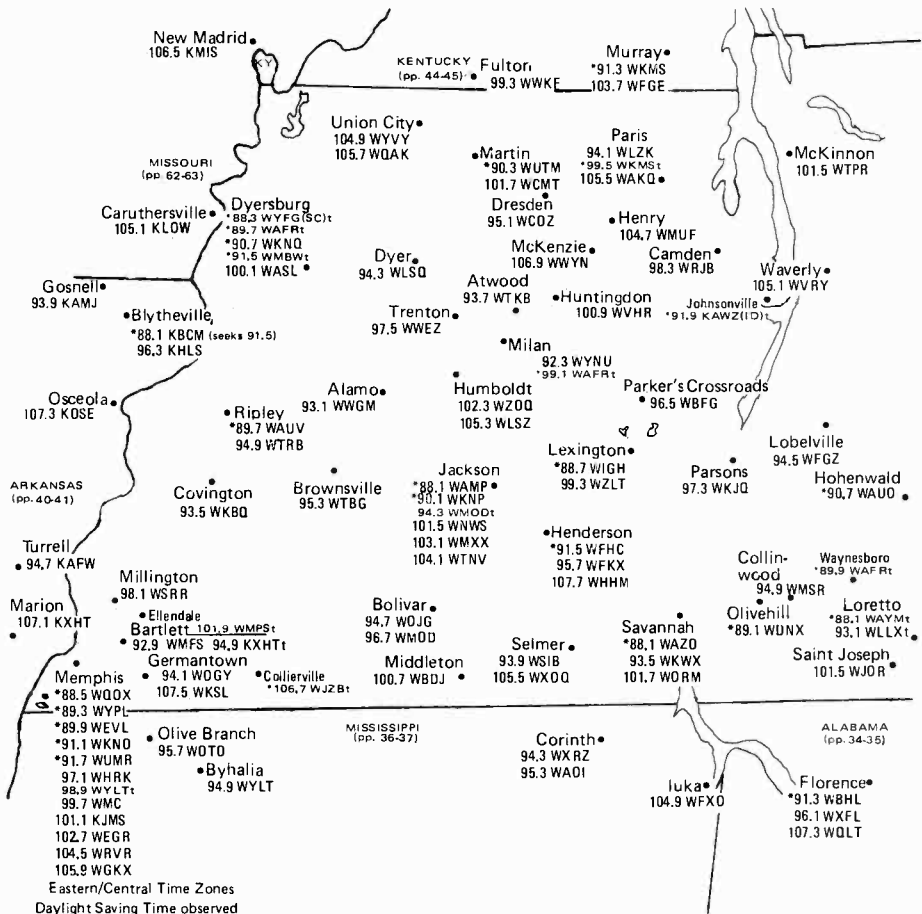 New Madrid
106.5 KMIS
KY
KENTUCKY
(pp. 44-45)
Fulton
99.3 WWKF
Murray
*91.3 WKMS
103.7 WFGE
Union City
104.9 WYVY
105.7 WQAK
Martin
*90.3 WUTM
101.7 WCMT
Paris
94.1 WLZK
*99.5 WKMSt
105.5 WAKQ
McKinnon
101.5 WTPR
MISSOURI
(pp. 62-63)
Caruthersville
105.1 KLOW
Dyersburg
*88.3 WYFG(SC)t
*89.7 WAFRt
*90.7 WKNQ
*91.5 WMBWt
100.1 WASL
Dresden
95.1 WCDZ
Henry
104.7 WMUF
Dyer
94.3 WLSQ
McKenzie
106.9 WWYN
Camden
98.3 WRJB
Waverly
105.1 WVRY
Gosnell
93.9 KAMJ
Atwood
93.7 WTKB
Huntingdon
100.9 WVHR
Johnsonville
*91.9 KAWZ(ID)t
Blytheville
*88.1 KBCM (seeks 91.5)
96.3 KHLS
Trenton
97.5 WWEZ
Milan
92.3 WYNU
*99.1 WAFRt
Osceola
107.3 KOSE
Alamo
93.1 WWGM
Humboldt
102.3 WZDQ
105.3 WLSZ
Parker's Crossroads
96.5 WBFG
Ripley
*89.7 WAUV
94.9 WTRB
Lobelville
94.5 WFGZ
Lexington
*88.7 WIGH
99.3 WZLT
Parsons
97.3 WKJQ
Hohenwald
*90.7 WAUO
ARKANSAS
(pp. 40-41)
Covington
93.5 WKBQ
Brownsville
95.3 WTBG
Jackson
*88.1 WAMP
*90.1 WKNP
94.3 WMODt
101.5 WNWS
103.1 WMXX
104.1 WTNV
Henderson
*91.5 WFHC
95.7 WFKX
107.7 WHHM
Turrell
94.7 KAFW
Millington
98.1 WSRR
Collin-
wood
94.9 WMSR
Waynesboro
*89.9 WAFRt
Marion
107.1 KXHT
Ellendale
101.9 WMPSt
Bartlett
92.9 WMFS 94.9 KXHTt
Bolivar
94.7 WOJG
96.7 WMOD
Savannah
*88.1 WAZD
93.5 WKWX
101.7 WORM
Olivehill
*89.1 WDNX
Loretto
*88.1 WAYMt
93.1 WLLXt
Germantown
94.1 WOGY
107.5 WKSL
Collierville
*106.7 WJZBt
Middleton
100.7 WBDJ
Selmer
93.9 WSIB
105.5 WXOQ
Saint Joseph
101.5 WJOR
Memphis
*88.5 WQOX
*89.3 WYPL
*89.9 WEVL
*91.1 WKNO
*91.7 WUMR
97.1 WHRK
98.9 WYLTt
99.7 WMC
101.1 KJMS
102.7 WEGR
104.5 WRVR
105.9 WGKX
Olive Branch
95.7 WOTO
Byhalia
94.9 WYLT
MISSISSIPPI
(pp. 36-37)
Corinth
94.3 WXRZ
95.3 WAOI
ALABAMA
(pp. 34-35)
Iuka
104.9 WFXO
Florence
*91.3 WBHL
96.1 WXFL
107.3 WQLT
Eastern/Central Time Zones
Daylight Saving Time observed